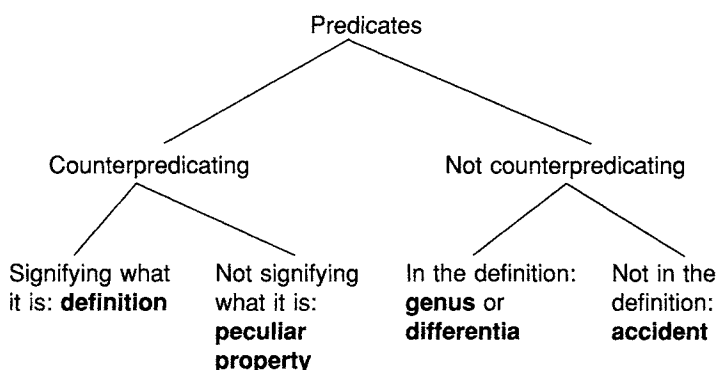 Predicates
Counterpredicating
Not counterpredicating
Signifying what
it is: definition
Not signifying
what it is:
peculiar
property
In the definition:
genus or
differentia
Not in the
definition:
accident